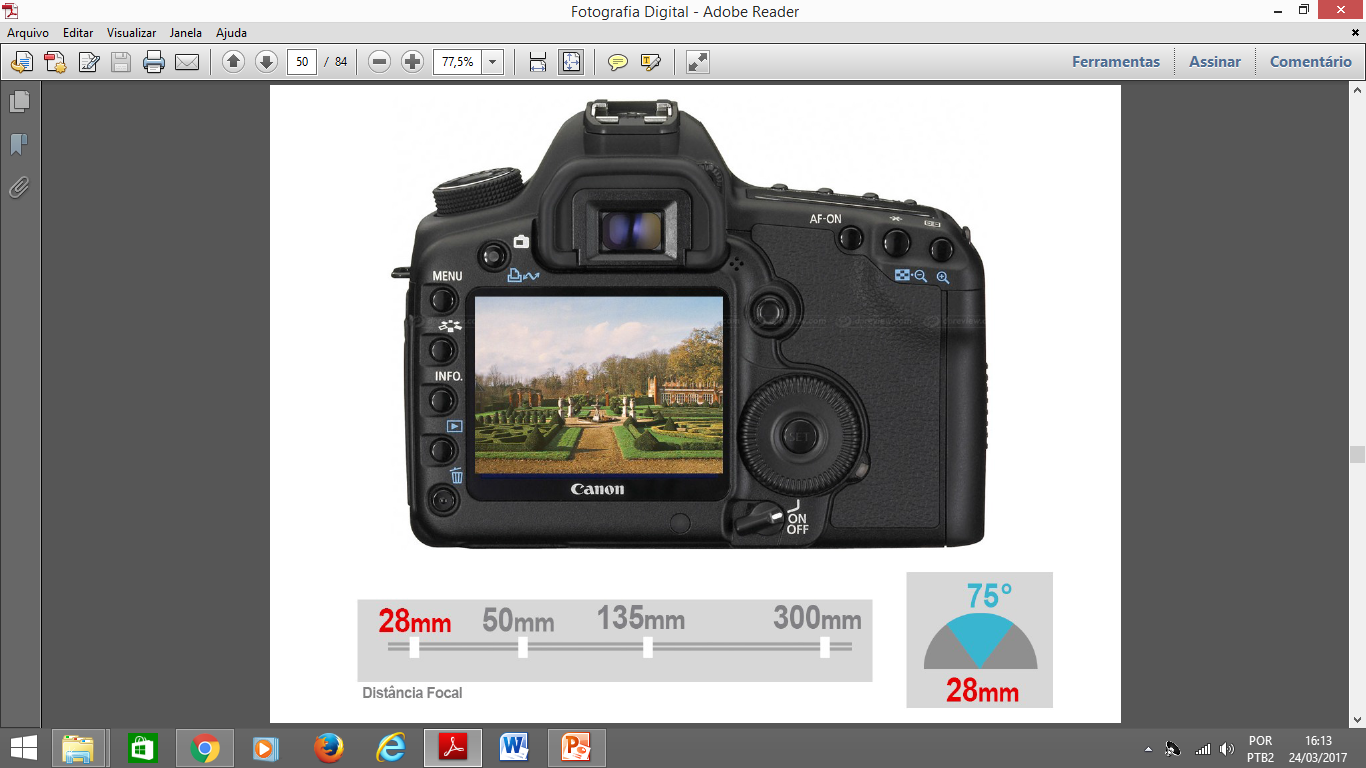 Fotografia Digital - Adobe Reader
Arquivo Editar Visualizar Janela Ajuda
50 / 84 77,5% Ferramentas Assinar Comentário
AF-ON
MENU
INFO.
SET
Canon
ON
OFF
28mm 50mm 135mm 300mm
Distância Focal
75°
28mm
POR 16:13
PTB2 24/03/2017